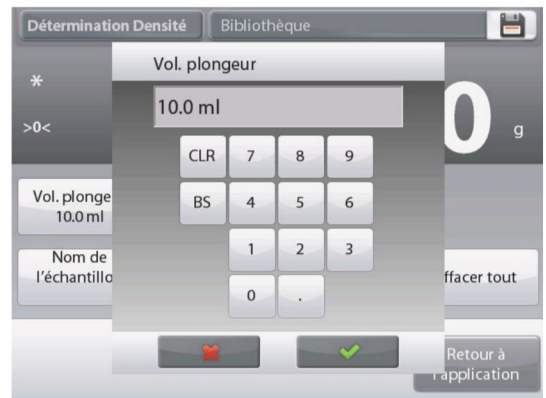 Détermination Densité Bibliothèque
Vol. plongeur
*
10.0 ml
>0<
0 g
CLR 7 8 9
Vol. plonge
10.0 ml
BS 4 5 6
1 2 3
Nom de
l'échantillo
ffacer tout
0 .
Retour à
l'application